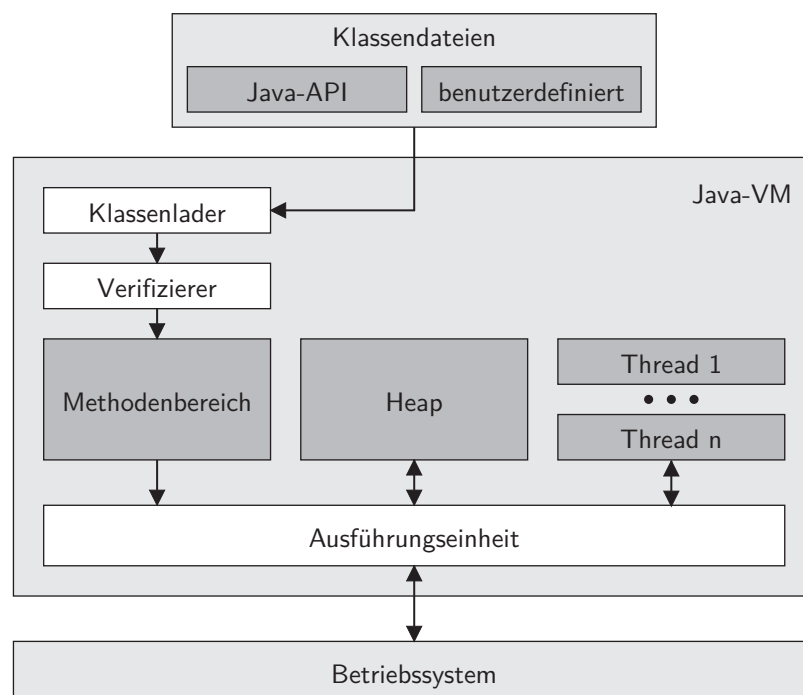 Klassendateien
Java-API
benutzerdefiniert
Java-VM
Klassenlader
Verifizierer
Methodenbereich
Heap
Thread 1
Thread n
Ausführungseinheit
Betriebssystem